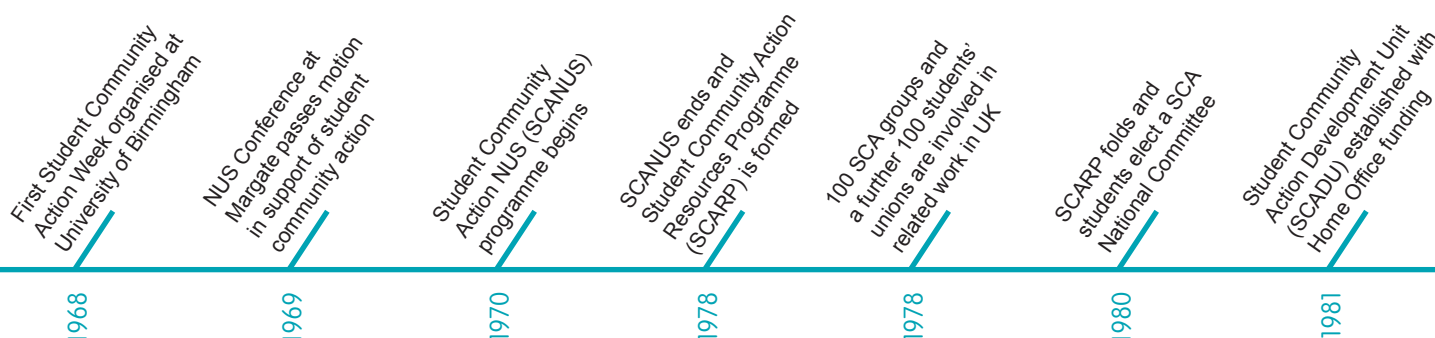 First Student Community
Action Week organised at
University of Birmingham
1968
NUS Conference at
Margate passes motion
in support of student
community action
1969
Student Community
Action NUS (SCANUS)
programme begins
1970
SCANUS ends and
Student Community Action
Resources Programme
(SCARP) is formed
1978
100 SCA groups and
a further 100 students’
unions are involved in
related work in UK
1978
SCARP folds and
students elect a SCA
National Committee
1980
Student Community
Action Development Unit
(SCADU) established with
Home Office funding
1981